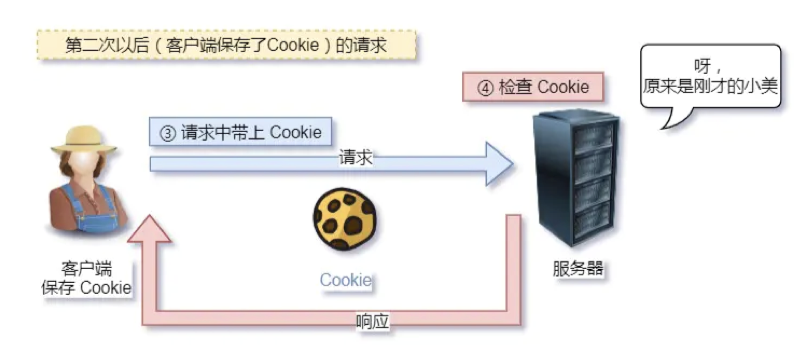 第二次以后（客户端保存了Cookie）的请求
呀，
原来是刚才的小美
④ 检查 Cookie
③ 请求中带上 Cookie
请求
客户端
保存 Cookie
Cookie
服务器
响应